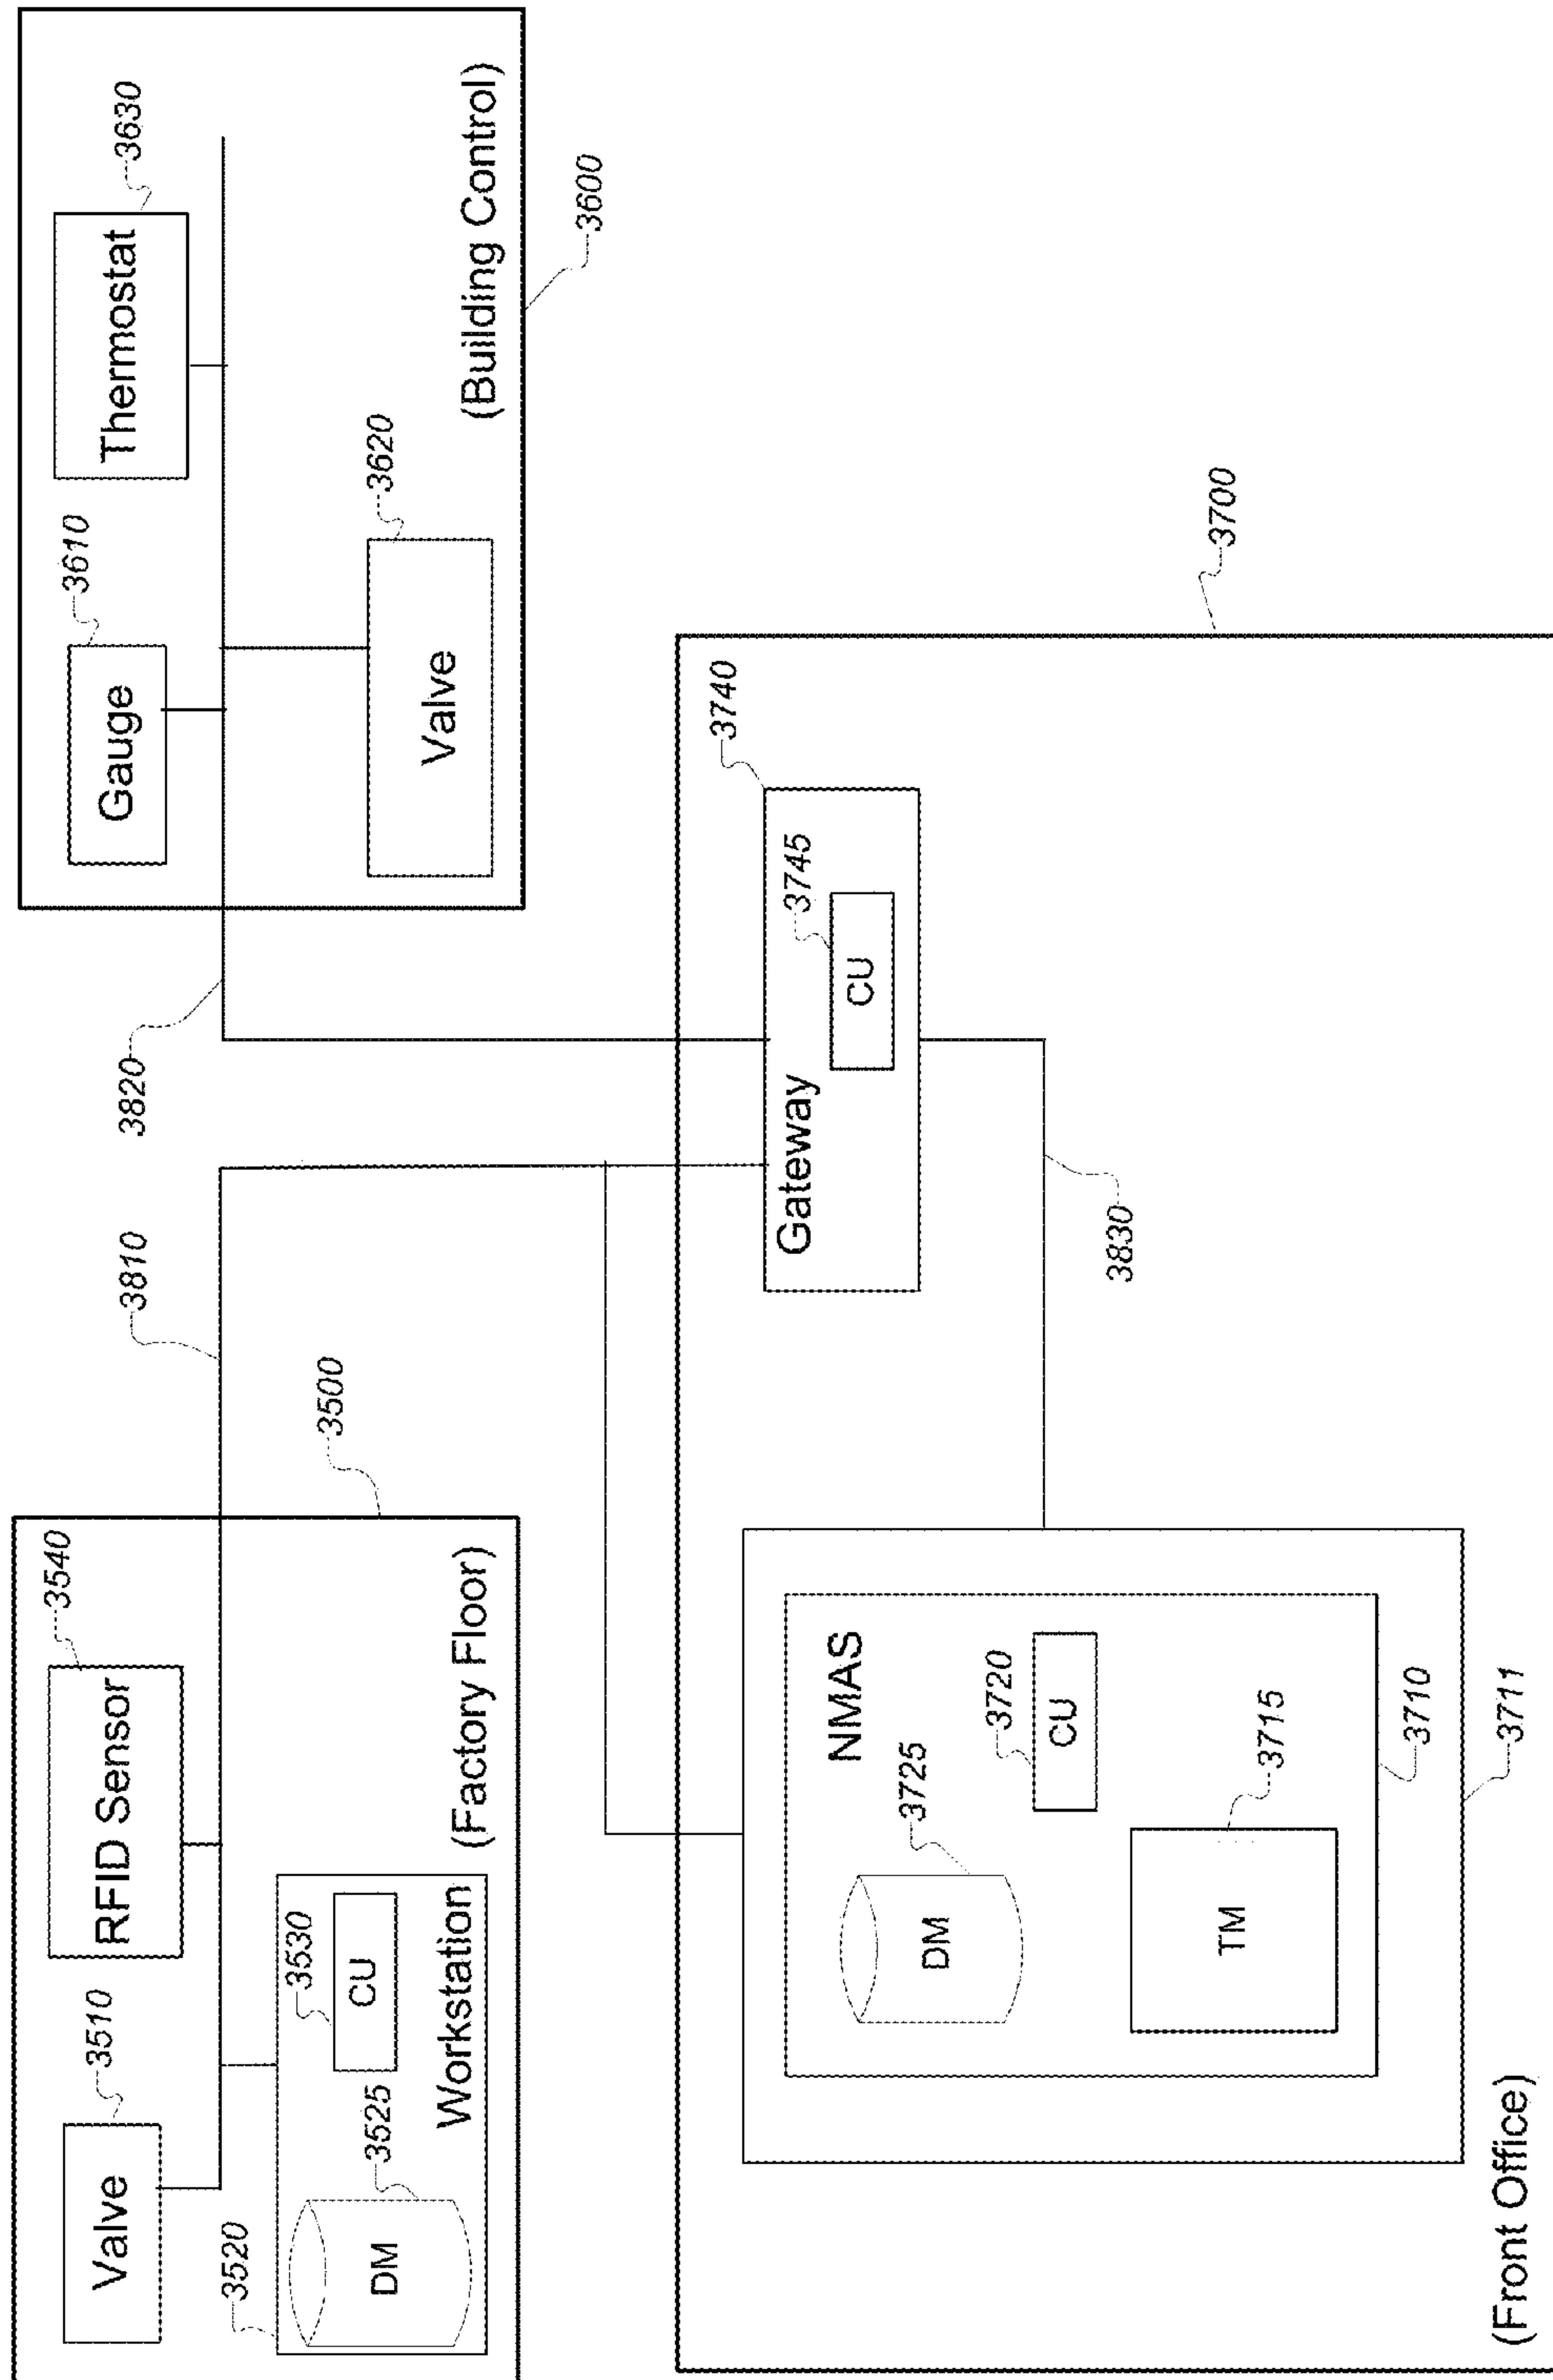 3540
3510
Valve
RFID Sensor
3520
3530
CU
DM
3525
Workstation
(Factory Floor)
3500
3810
3820
3610
3630
Gauge
Thermostat
3620
Valve
(Building Control)
3600
3740
3745
CU
Gateway
3700
3830
NMAS
3725
3720
DM
CU
TM
3715
3710
3711
(Front Office)